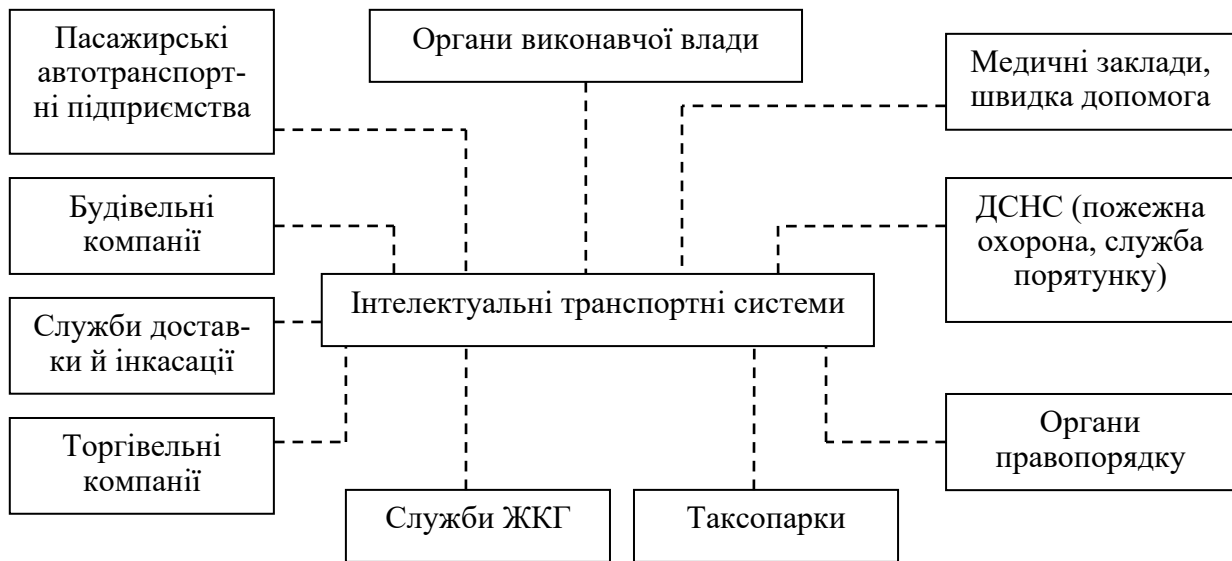 Пасажирські
автотранспорт-
ні підприємства
Органи виконавчої влади
Медичні заклади,
швидка допомога
Будівельні
компанії
ДСНС (пожежна
охорона, служба
порятунку)
Інтелектуальні транспортні системи
Служби достав-
ки й інкасації
Торгівельні
компанії
Органи
правопорядку
Служби ЖКГ
Таксопарки